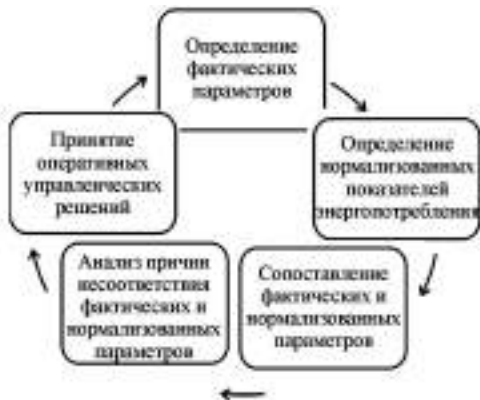 Определение
фактических
параметров
Определение
нормализованных
показателей
энергопотребления
Сопоставление
фактических и
нормализованных
параметров
Анализ причин
несоответствия
фактических и
нормализованных
параметров
Принятие
оперативных
управленческих
решений